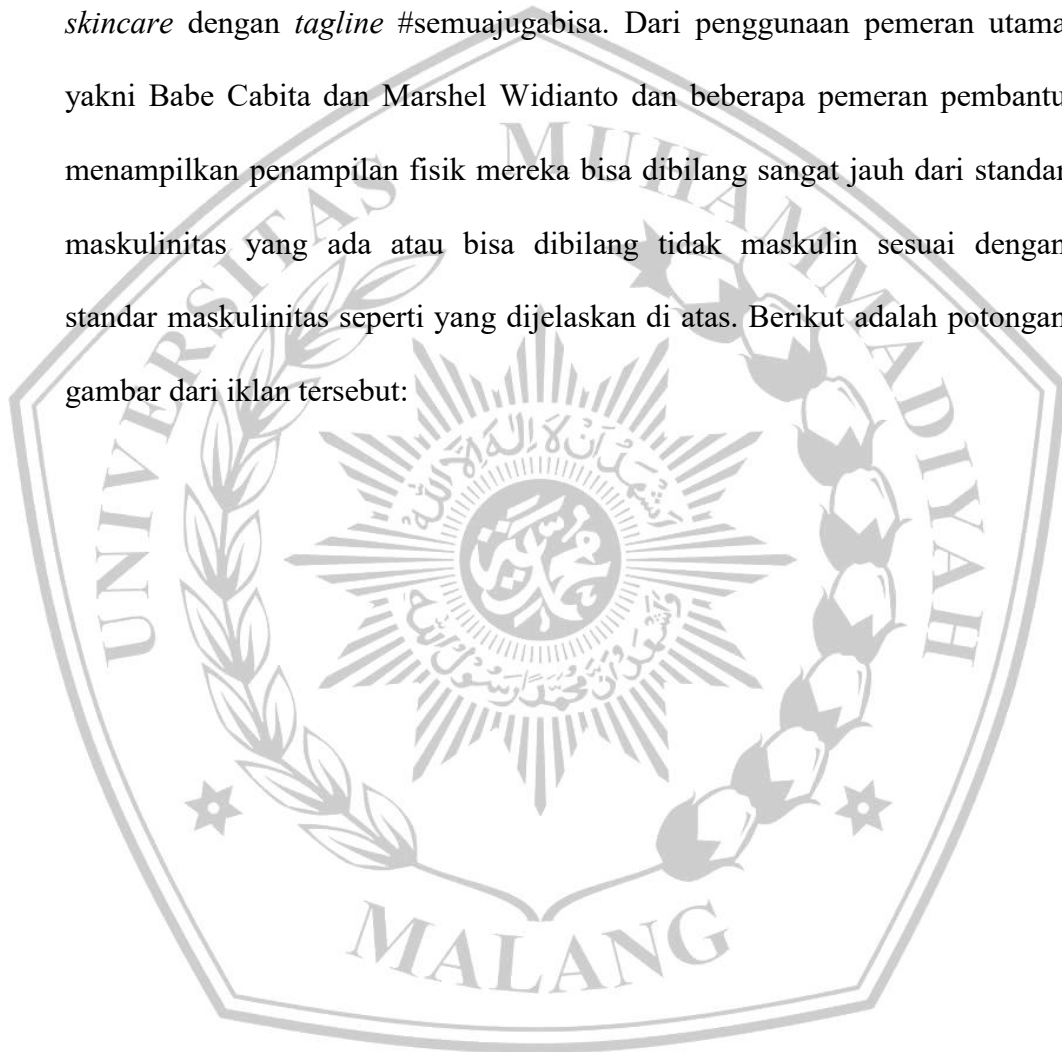 skincare dengan tagline #semuajugabisa. Dari penggunaan pemeran utama
yakni Babe Cabita dan Marshel Widianto dan beberapa pemeran pembantu
menampilkan penampilan fisik mereka bisa dibilang sangat jauh dari standar
maskulinitas yang ada atau bisa dibilang tidak maskulin sesuai dengan
standar maskulinitas seperti yang dijelaskan di atas. Berikut adalah potongan
gambar dari iklan tersebut:
UNIVERSITAS MUHAMMADIYAH
MALANG